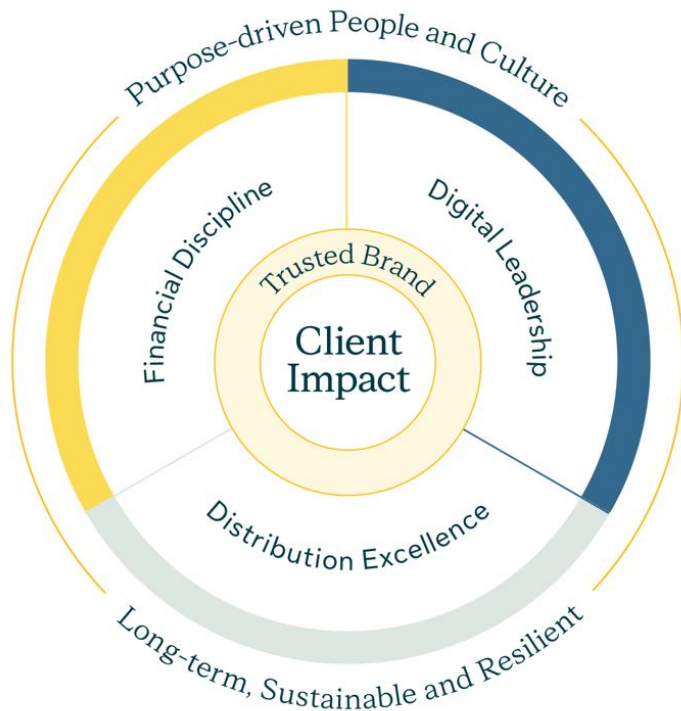 Purpose-driven People and Culture
Financial Discipline
Digital Leadership
Trusted Brand
Client
Impact
Distribution Excellence
Long-term, Sustainable and Resilient